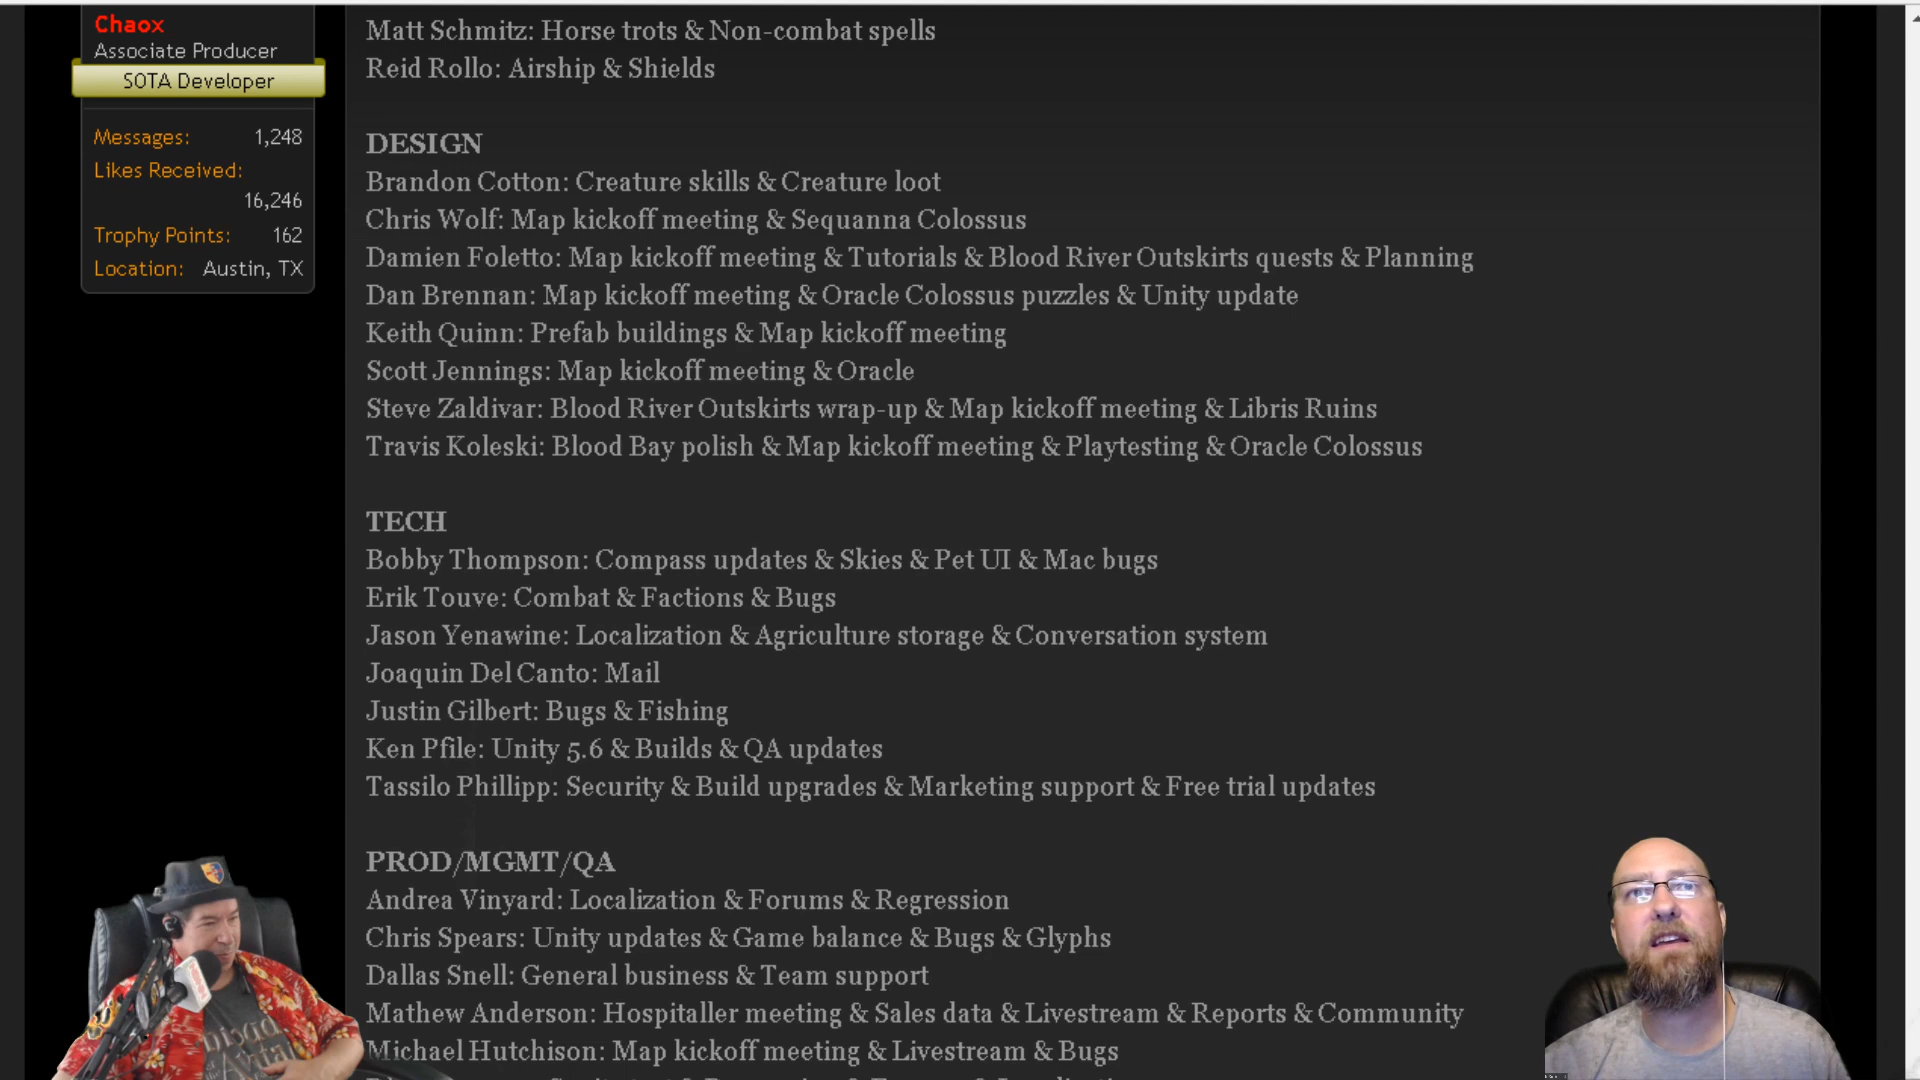 Chaox
Associate Producer
SOTA Developer
Messages: 1,248
Likes Received:
16,246
Trophy Points: 162
Location: Austin, TX
Matt Schmitz: Horse trots & Non-combat spells
Reid Rollo: Airship & Shields
DESIGN
Brandon Cotton: Creature skills & Creature loot
Chris Wolf: Map kickoff meeting & Sequanna Colossus
Damien Foletto: Map kickoff meeting & Tutorials & Blood River Outskirts quests & Planning
Dan Brennan: Map kickoff meeting & Oracle Colossus puzzles & Unity update
Keith Quinn: Prefab buildings & Map kickoff meeting
Scott Jennings: Map kickoff meeting & Oracle
Steve Zaldivar: Blood River Outskirts wrap-up & Map kickoff meeting & Libris Ruins
Travis Koleski: Blood Bay polish & Map kickoff meeting & Playtesting & Oracle Colossus
TECH
Bobby Thompson: Compass updates & Skies & Pet UI & Mac bugs
Erik Touve: Combat & Factions & Bugs
Jason Yenawine: Localization & Agriculture storage & Conversation system
Joaquin Del Canto: Mail
Justin Gilbert: Bugs & Fishing
Ken Pfile: Unity 5.6 & Builds & QA updates
Tassilo Phillipp: Security & Build upgrades & Marketing support & Free trial updates
PROD/MGMT/QA
Andrea Vinyard: Localization & Forums & Regression
Chris Spears: Unity updates & Game balance & Bugs & Glyphs
Dallas Snell: General business & Team support
Mathew Anderson: Hospitaller meeting & Sales data & Livestream & Reports & Community
Michael Hutchison: Map kickoff meeting & Livestream & Bugs